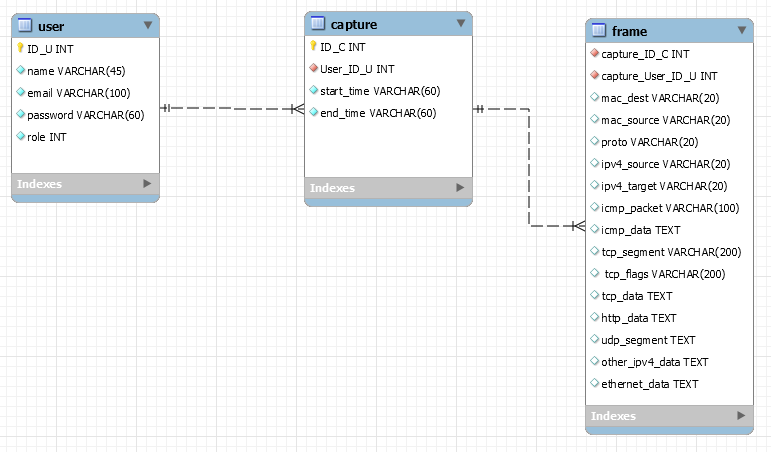 user
ID_U INT
name VARCHAR(45)
email VARCHAR(100)
password VARCHAR(60)
role INT
Indexes
capture
ID_C INT
User_ID_U INT
start_time VARCHAR(60)
end_time VARCHAR(60)
Indexes
frame
capture_ID_C INT
capture_User_ID_U INT
mac_dest VARCHAR(20)
mac_source VARCHAR(20)
proto VARCHAR(20)
ipv4_source VARCHAR(20)
ipv4_target VARCHAR(20)
icmp_packet VARCHAR(100)
icmp_data TEXT
tcp_segment VARCHAR(200)
tcp_flags VARCHAR(200)
tcp_data TEXT
http_data TEXT
udp_segment TEXT
other_ipv4_data TEXT
ethernet_data TEXT
Indexes